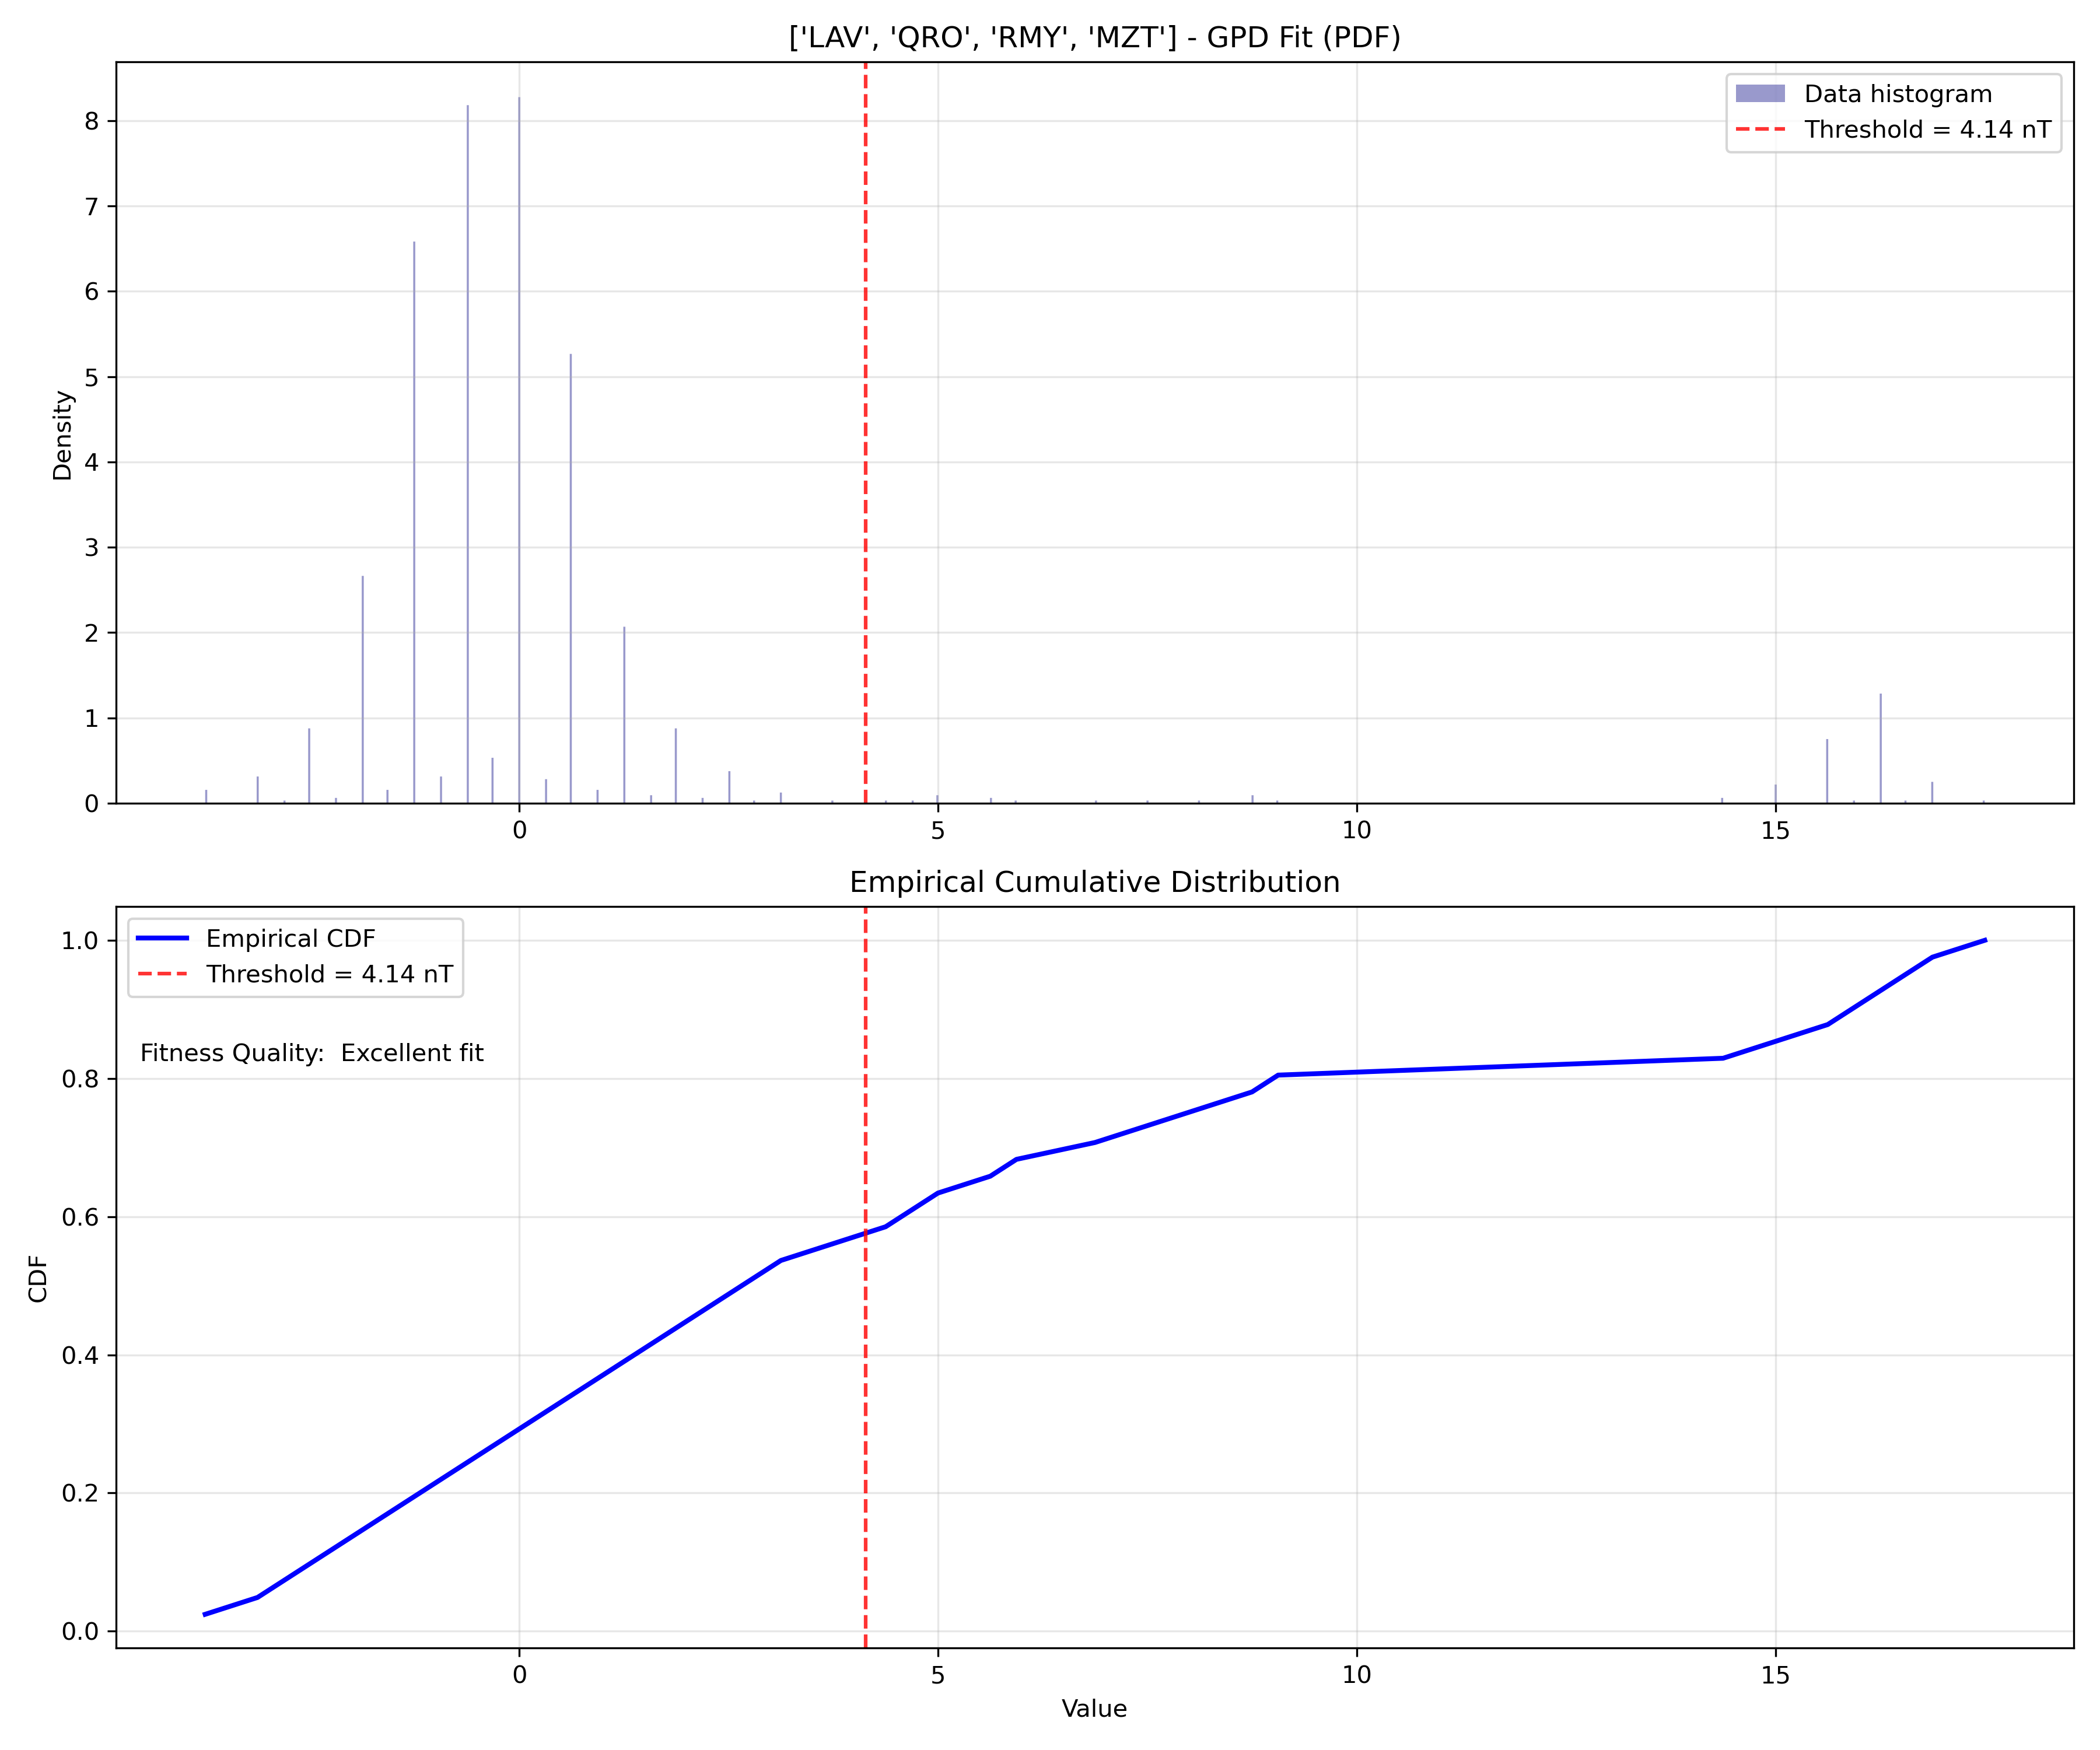 ['LAV', 'QRO', 'RMY', 'MZT'] - GPD Fit (PDF)
Data histogram
Threshold = 4.14 nT
Density
8
7
6
5
4
3
2
1
0
0 5 10 15
Empirical Cumulative Distribution
Empirical CDF
Threshold = 4.14 nT
Fitness Quality: Excellent fit
CDF
1.0
0.8
0.6
0.4
0.2
0.0
0 5 10 15
Value